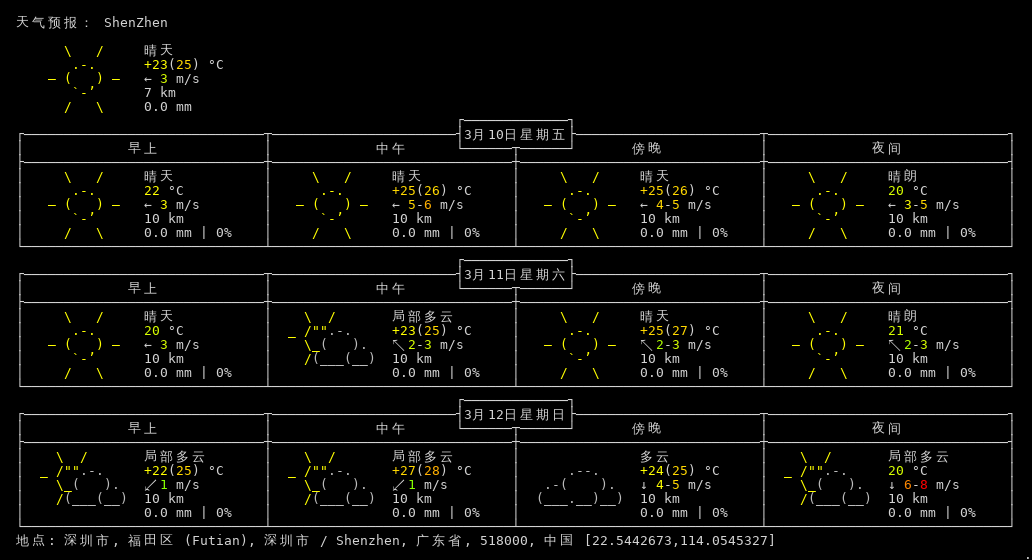 天气预报： ShenZhen
晴天
+23(25) °C
← 3 m/s
7 km
0.0 mm
3月10日星期五
早上 中午 傍晚 夜间
晴天 晴天 晴天 晴朗
22 °C +25(26) °C +25(26) °C 20 °C
← 3 m/s ← 5-6 m/s ← 4-5 m/s ← 3-5 m/s
10 km 10 km 10 km 10 km
0.0 mm | 0% 0.0 mm | 0% 0.0 mm | 0% 0.0 mm | 0%
3月11日星期六
早上 中午 傍晚 夜间
晴天 局部多云 晴天 晴朗
20 °C +23(25) °C +25(27) °C 21 °C
← 3 m/s ↖ 2-3 m/s ↖ 2-3 m/s ↖ 2-3 m/s
10 km 10 km 10 km 10 km
0.0 mm | 0% 0.0 mm | 0% 0.0 mm | 0% 0.0 mm | 0%
3月12日星期日
早上 中午 傍晚 夜间
局部多云 局部多云 多云 局部多云
+22(25) °C +27(28) °C +24(25) °C 20 °C
↙ 1 m/s ↙ 1 m/s ↓ 4-5 m/s ↓ 6-8 m/s
10 km 10 km 10 km 10 km
0.0 mm | 0% 0.0 mm | 0% 0.0 mm | 0% 0.0 mm | 0%
地点: 深圳市, 福田区 (Futian), 深圳市 / Shenzhen, 广东省, 518000, 中国 [22.5442673,114.0545327]